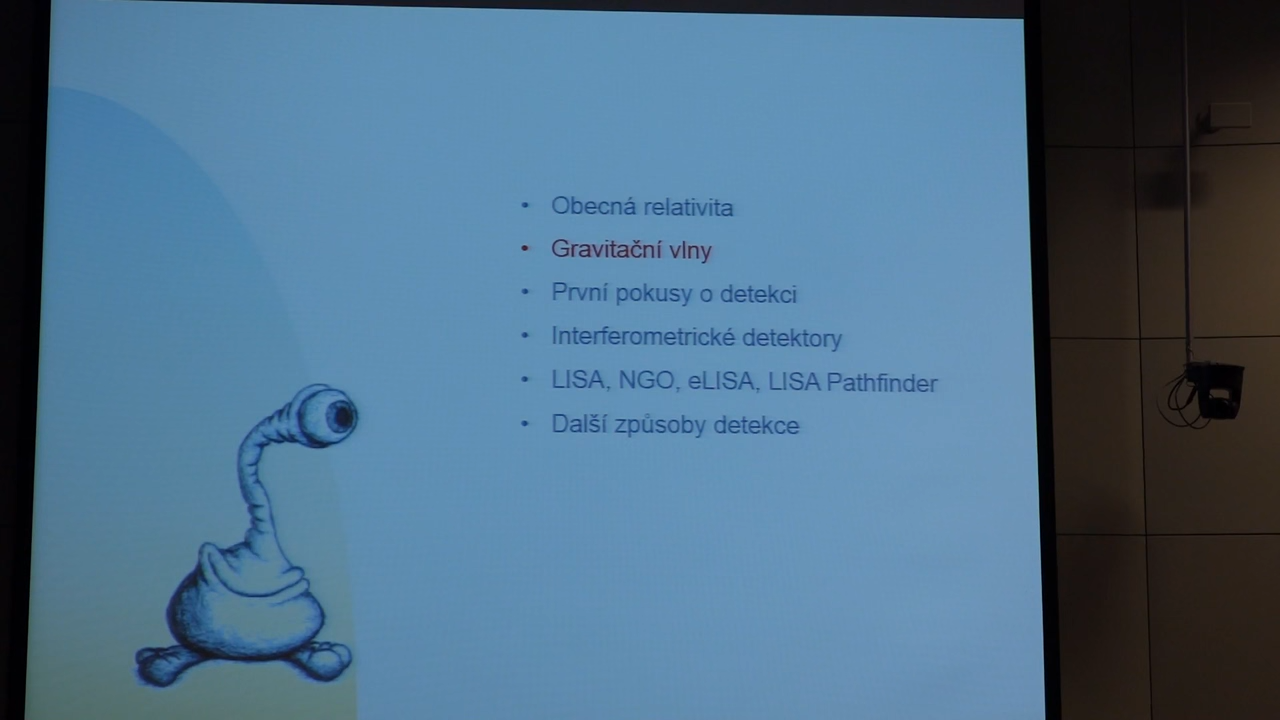 • Obecná relativita
• Gravitační vlny
• První pokusy o detekci
• Interferometrické detektory
• LISA, NGO, eLISA, LISA Pathfinder
• Další způsoby detekce